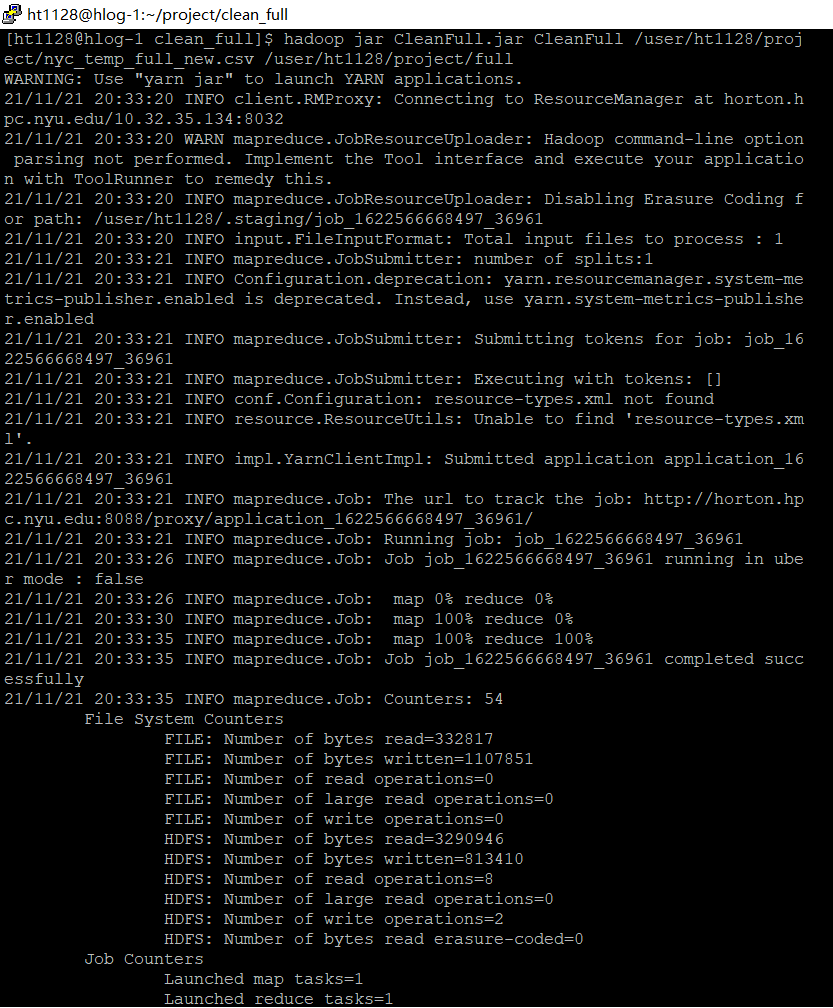 ht1128@hlog-1:~/project/clean_full
[ht1128@hlog-1 clean_full]$ hadoop jar CleanFull.jar CleanFull /user/ht1128/proj
ect/nyc_temp_full_new.csv /user/ht1128/project/full
WARNING: Use "yarn jar" to launch YARN applications.
21/11/21 20:33:20 INFO client.RMProxy: Connecting to ResourceManager at horton.h
pc.nyu.edu/10.32.35.134:8032
21/11/21 20:33:20 WARN mapreduce.JobResourceUploader: Hadoop command-line option
 parsing not performed. Implement the Tool interface and execute your applicatio
n with ToolRunner to remedy this.
21/11/21 20:33:20 INFO mapreduce.JobResourceUploader: Disabling Erasure Coding f
or path: /user/ht1128/.staging/job_1622566668497_36961
21/11/21 20:33:20 INFO input.FileInputFormat: Total input files to process : 1
21/11/21 20:33:21 INFO mapreduce.JobSubmitter: number of splits:1
21/11/21 20:33:21 INFO Configuration.deprecation: yarn.resourcemanager.system-me
trics-publisher.enabled is deprecated. Instead, use yarn.system-metrics-publishe
r.enabled
21/11/21 20:33:21 INFO mapreduce.JobSubmitter: Submitting tokens for job: job_16
22566668497_36961
21/11/21 20:33:21 INFO mapreduce.JobSubmitter: Executing with tokens: []
21/11/21 20:33:21 INFO conf.Configuration: resource-types.xml not found
21/11/21 20:33:21 INFO resource.ResourceUtils: Unable to find 'resource-types.xm
l'.
21/11/21 20:33:21 INFO impl.YarnClientImpl: Submitted application application_16
22566668497_36961
21/11/21 20:33:21 INFO mapreduce.Job: The url to track the job: http://horton.hp
c.nyu.edu:8088/proxy/application_1622566668497_36961/
21/11/21 20:33:21 INFO mapreduce.Job: Running job: job_1622566668497_36961
21/11/21 20:33:26 INFO mapreduce.Job: Job job_1622566668497_36961 running in ube
r mode : false
21/11/21 20:33:26 INFO mapreduce.Job:  map 0% reduce 0%
21/11/21 20:33:30 INFO mapreduce.Job:  map 100% reduce 0%
21/11/21 20:33:35 INFO mapreduce.Job:  map 100% reduce 100%
21/11/21 20:33:35 INFO mapreduce.Job: Job job_1622566668497_36961 completed succ
essfully
21/11/21 20:33:35 INFO mapreduce.Job: Counters: 54
        File System Counters
                FILE: Number of bytes read=332817
                FILE: Number of bytes written=1107851
                FILE: Number of read operations=0
                FILE: Number of large read operations=0
                FILE: Number of write operations=0
                HDFS: Number of bytes read=3290946
                HDFS: Number of bytes written=813410
                HDFS: Number of read operations=8
                HDFS: Number of large read operations=0
                HDFS: Number of write operations=2
                HDFS: Number of bytes read erasure-coded=0
        Job Counters
                Launched map tasks=1
                Launched reduce tasks=1